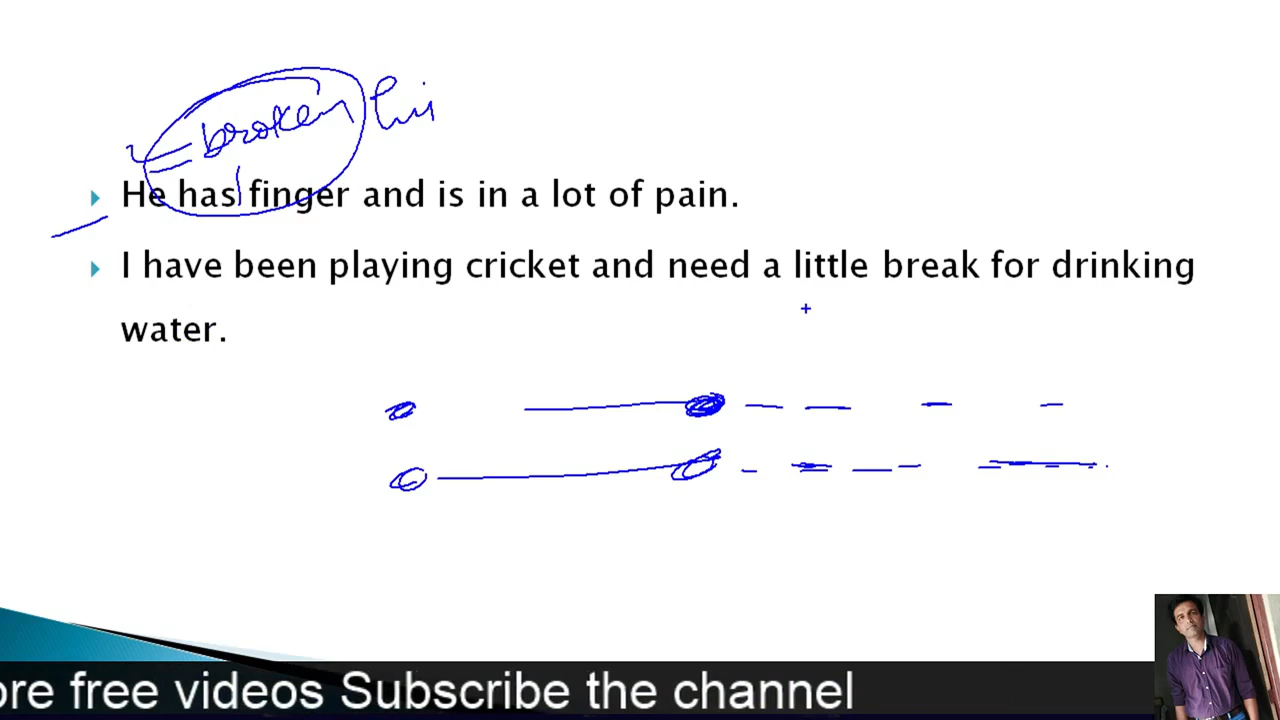 broken his
He has finger and is in a lot of pain.
I have been playing cricket and need a little break for drinking
water.
ore free videos Subscribe the channel